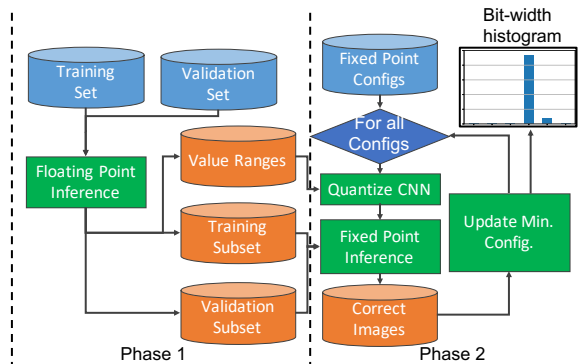 Bit-width
histogram
Training
Set
Validation
Set
Fixed Point
Configs
For all
Configs
Floating Point
Inference
Value Ranges
Quantize CNN
Training
Subset
Fixed Point
Inference
Update Min.
Config.
Validation
Subset
Correct
Images
Phase 1
Phase 2